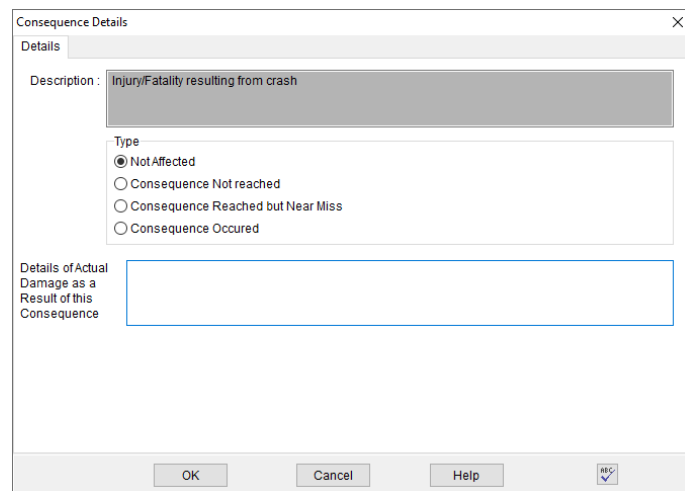 Consequence Details
Details
Description : Injury/Fatality resulting from crash
Type
Not Affected
Consequence Not reached
Consequence Reached but Near Miss
Consequence Occured
Details of Actual
Damage as a
Result of this
Consequence
OK Cancel Help ABC